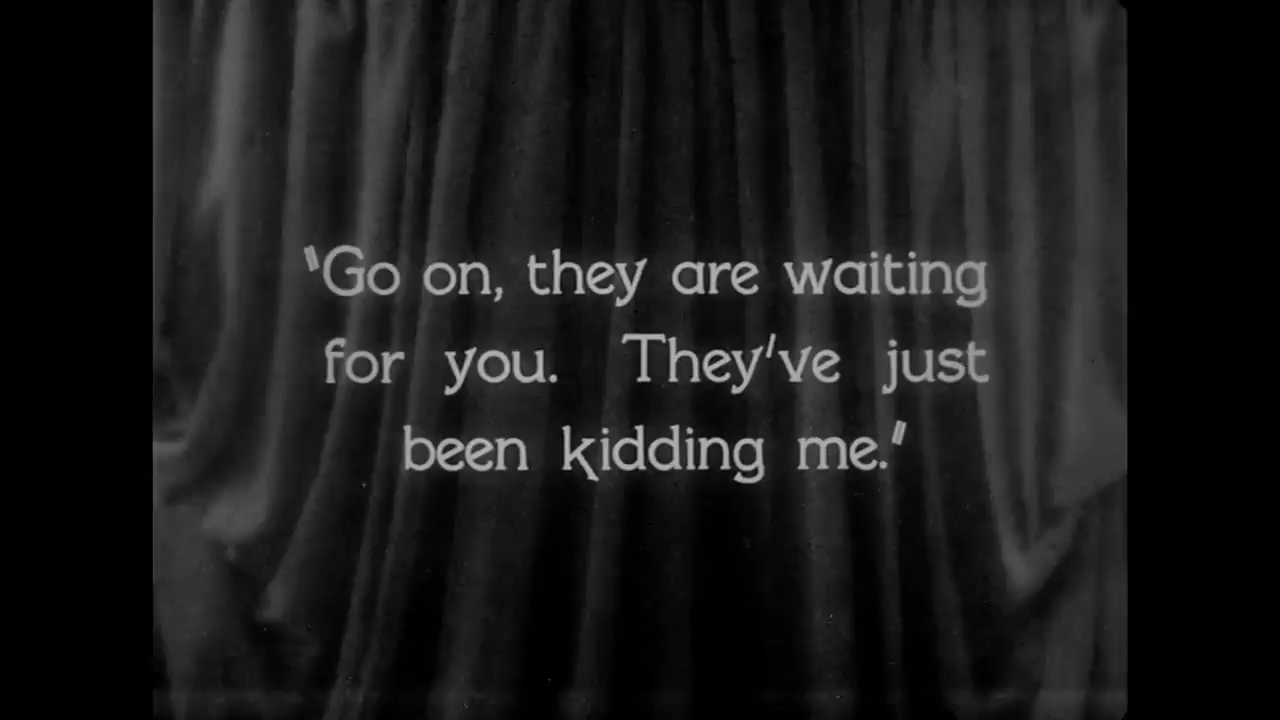 "Go on, they are waiting
for you. They've just
been kidding me."